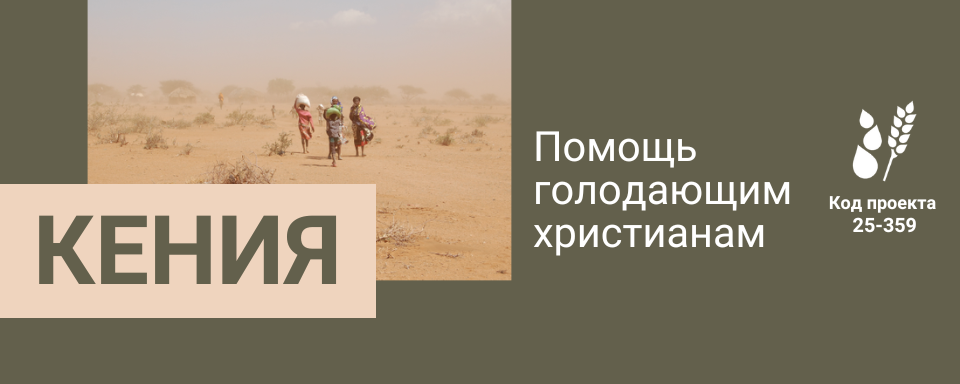 КЕНИЯ
Помощь
голодающим
христианам
Код проекта
25-359